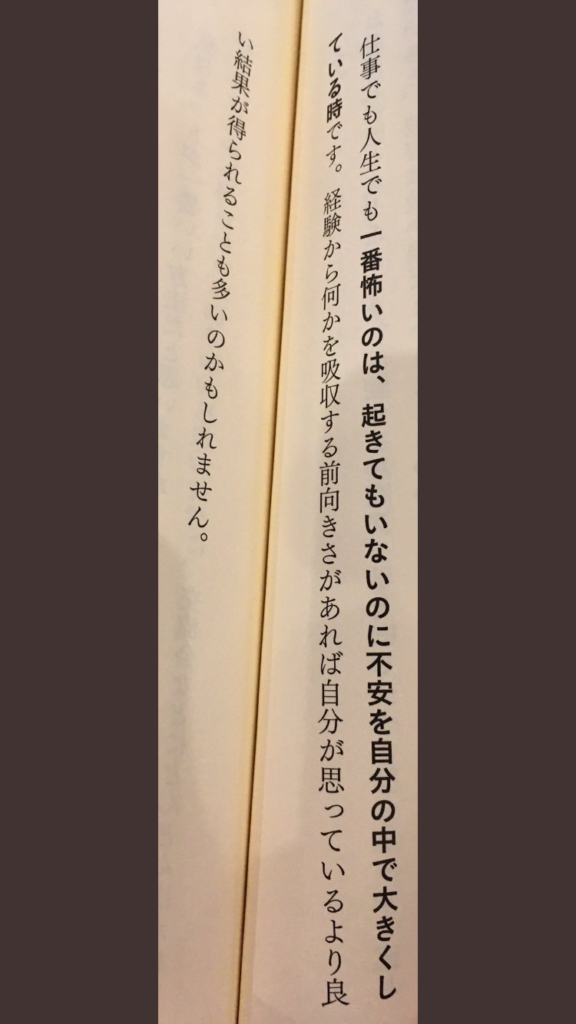 仕事でも人生でも一番怖いのは、起きてもいないのに不安を自分の中で大きくし
ている時です。経験から何かを吸収する前向きさがあれば自分が思っているより良
い結果が得られることも多いのかもしれません。